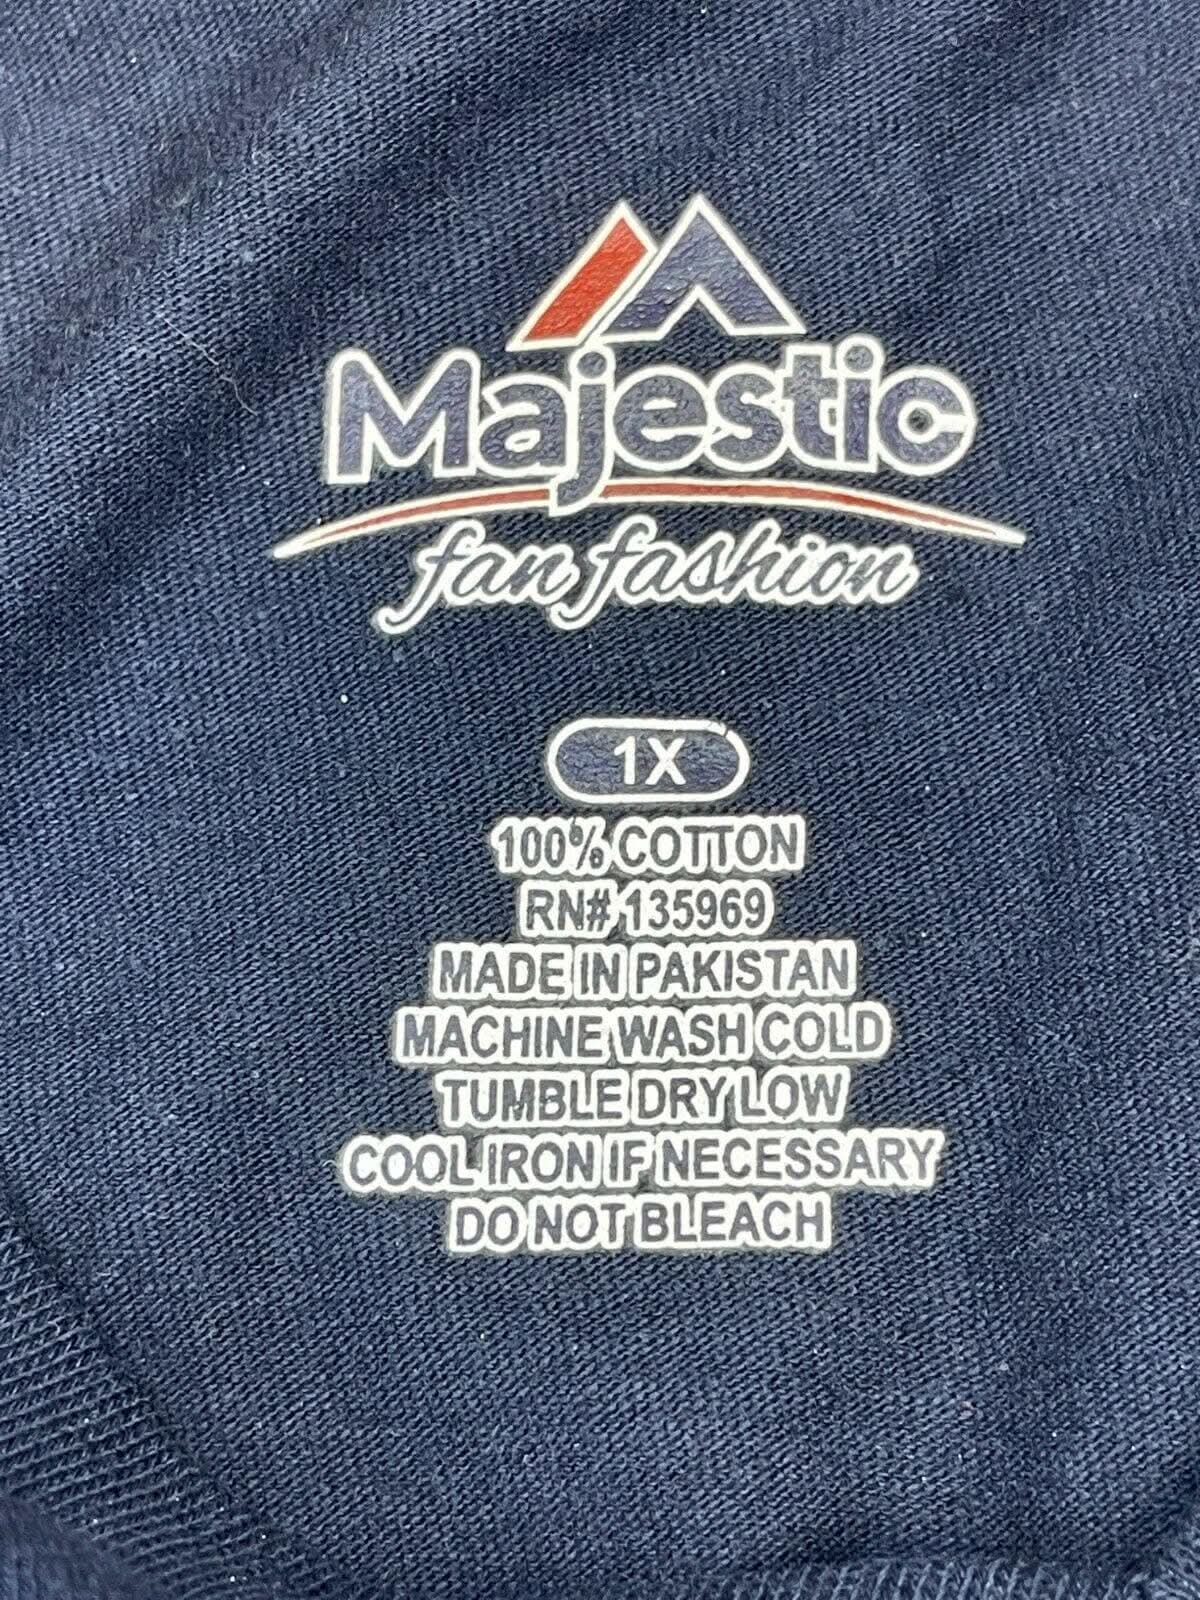 Majestic
fan fashion
1X
100% COTTON
RN# 135969
MADE IN PAKISTAN
MACHINE WASH COLD
TUMBLE DRY LOW
COOL IRON IF NECESSARY
DO NOT BLEACH